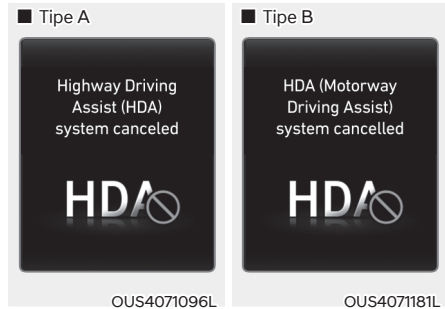 ■ Tipe A
Highway Driving
Assist (HDA)
system canceled
HDA
OUS4071096L
■ Tipe B
HDA (Motorway
Driving Assist)
system cancelled
HDA
OUS4071181L